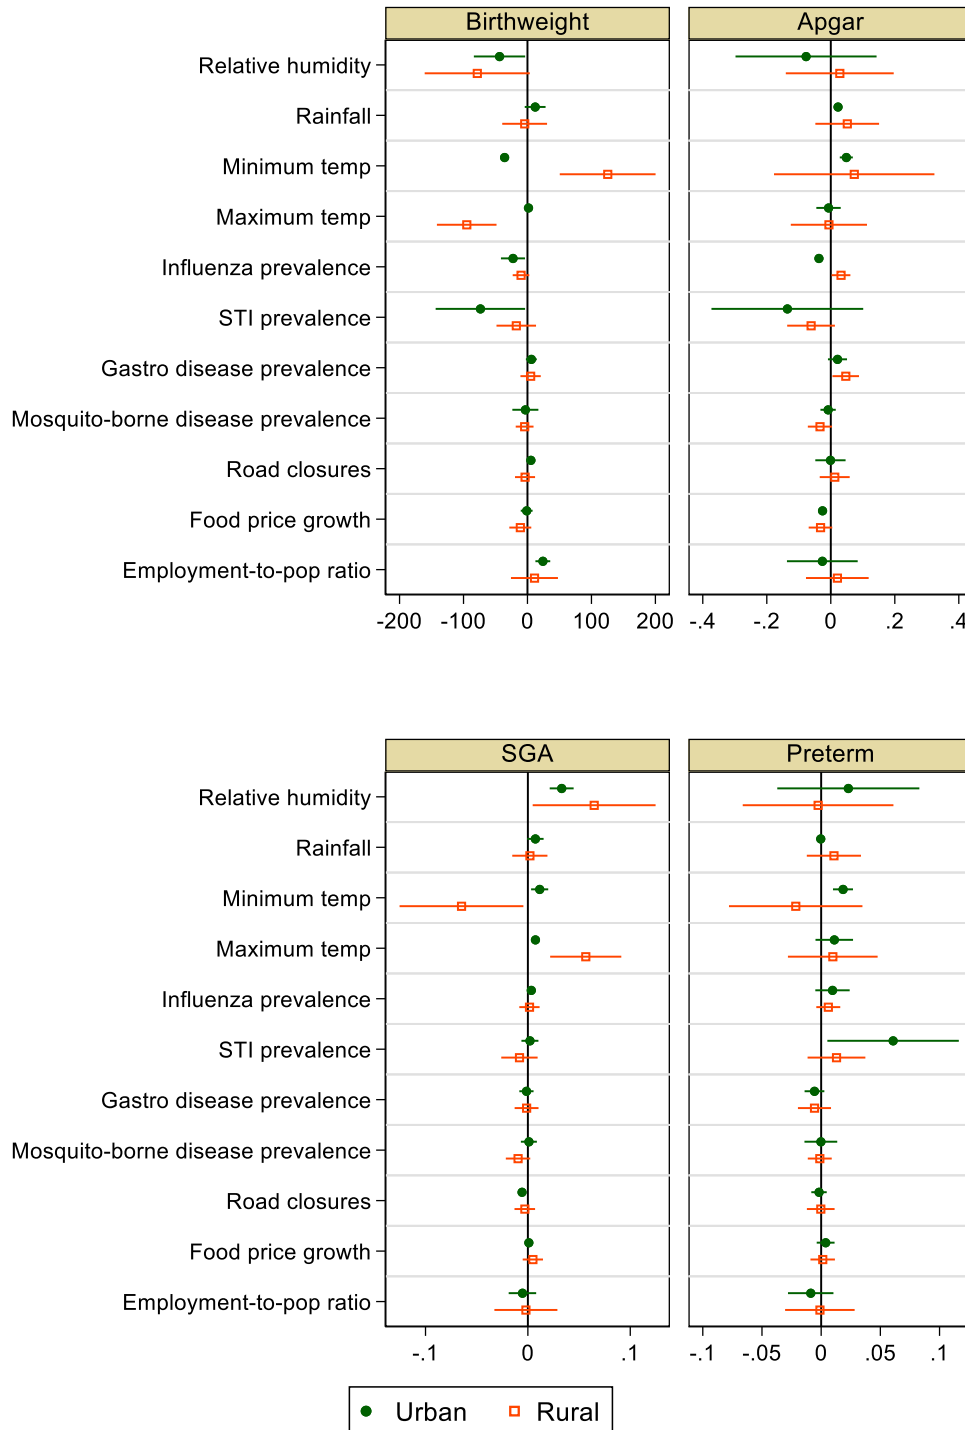 Birthweight Apgar
Relative humidity
Rainfall
Minimum temp
Maximum temp
Influenza prevalence
STI prevalence
Gastro disease prevalence
Mosquito-borne disease prevalence
Road closures
Food price growth
Employment-to-pop ratio
-200 -100 0 100 200 -.4 -.2 0 .2 .4
SGA Preterm
Relative humidity
Rainfall
Minimum temp
Maximum temp
Influenza prevalence
STI prevalence
Gastro disease prevalence
Mosquito-borne disease prevalence
Road closures
Food price growth
Employment-to-pop ratio
-.1 0 .1 -.1 -.05 0 .05 .1
Urban Rural